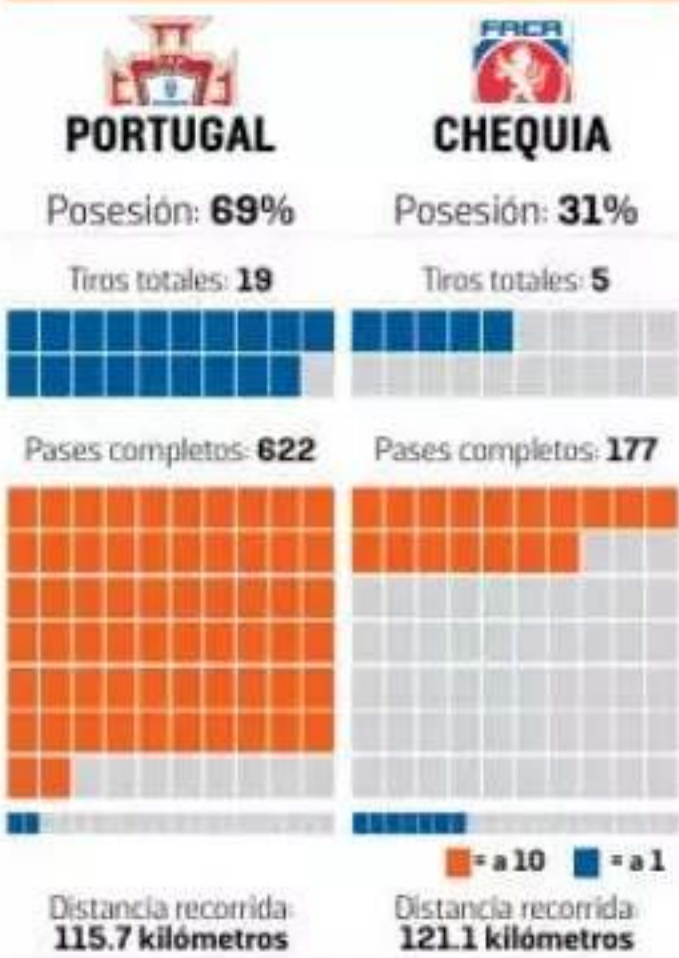 FACR
PORTUGAL
CHEQUIA
Posesión: 69%
Posesión: 31%
Tiros totales: 19
Tiros totales: 5
Pases completos: 622
Pases completos: 177
= a 10
= a 1
Distancia recorrida:
115.7 kilómetros
Distancia recorrida:
121.1 kilómetros